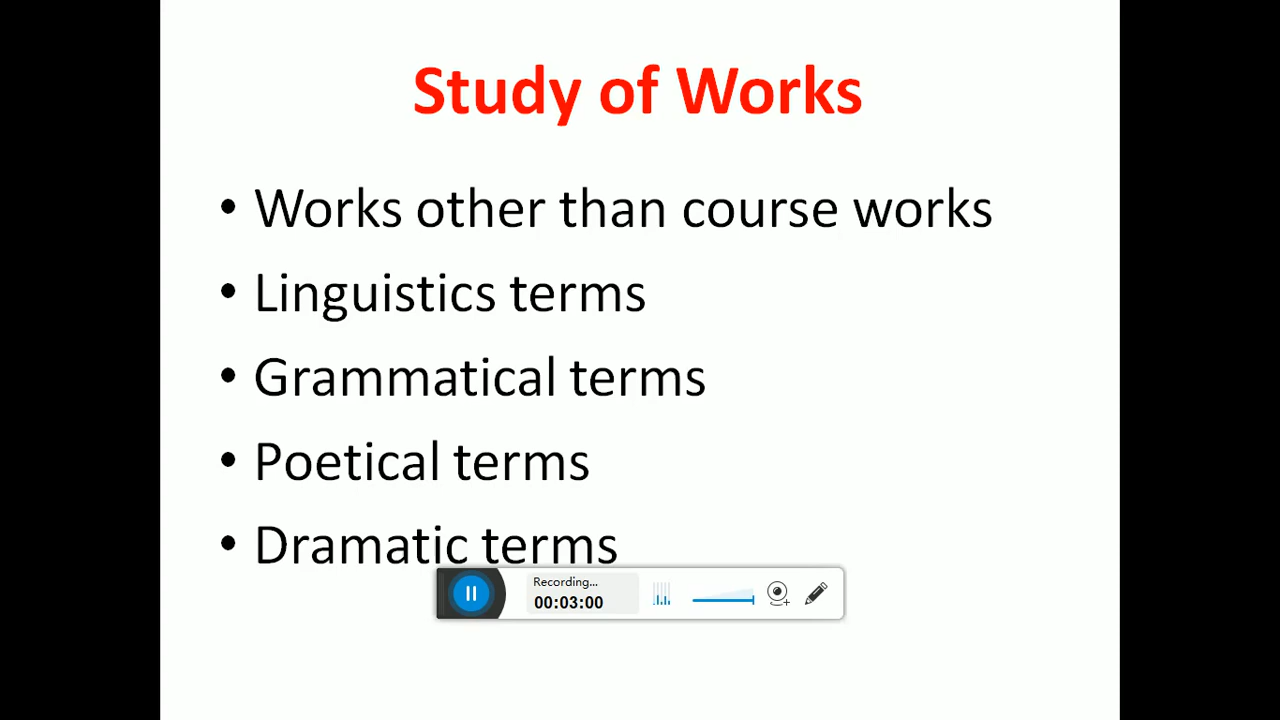 Study of Works
• Works other than course works
• Linguistics terms
• Grammatical terms
• Poetical terms
• Dramatic terms
Recording...
00:03:00